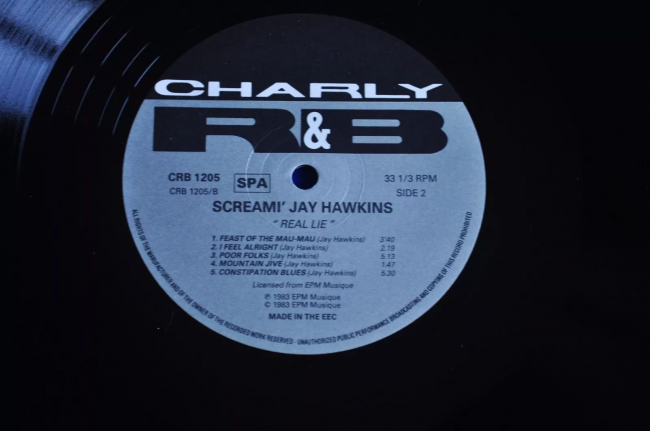 CHARLY
R&B
CRB 1205
CRB 1205/B
SPA
33 1/3 RPM
SIDE 2
SCREAMI' JAY HAWKINS
"REAL LIE"
1. FEAST OF THE MAU-MAU (Jay Hawkins) 3'40
2. I FEEL ALRIGHT (Jay Hawkins) 2.19
3. POOR FOLKS (Jay Hawkins) 5.13
4. MOUNTAIN JIVE (Jay Hawkins) 1.47
5. CONSTIPATION BLUES (Jay Hawkins) 5.30
Licensed from EPM Musique
℗ 1983 EPM Musique
© 1983 EPM Musique
MADE IN THE EEC
ALL RIGHTS OF THE MANUFACTURER AND OF THE OWNER OF THE RECORDED WORK RESERVED · UNAUTHORIZED PUBLIC PERFORMANCE BROADCASTING AND COPYING OF THIS RECORD PROHIBITED